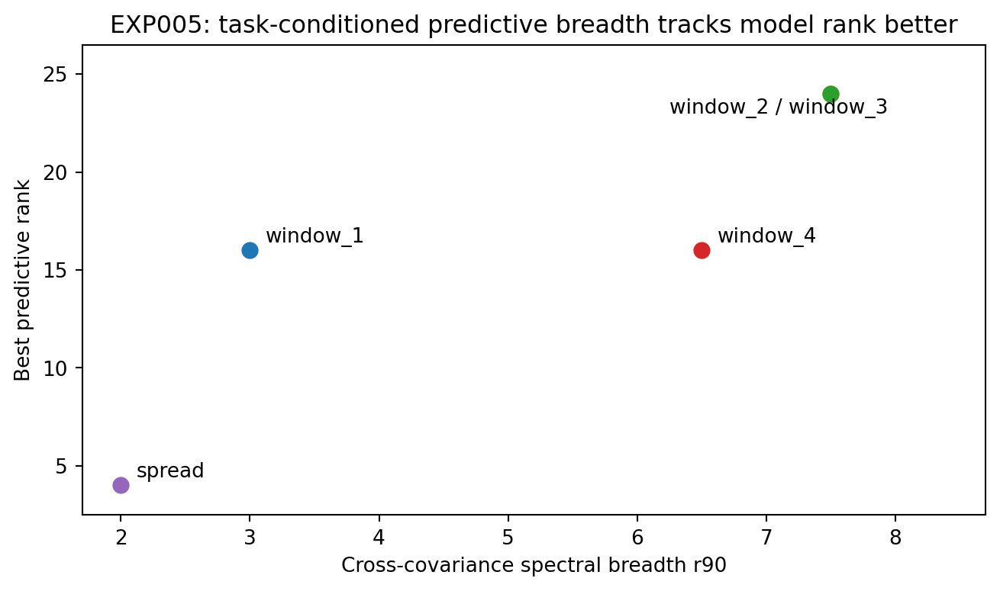 EXP005: task-conditioned predictive breadth tracks model rank better
25
window_2 / window_3
20
Best predictive rank
window_1
window_4
15
10
5
spread
2 3 4 5 6 7 8
Cross-covariance spectral breadth r90